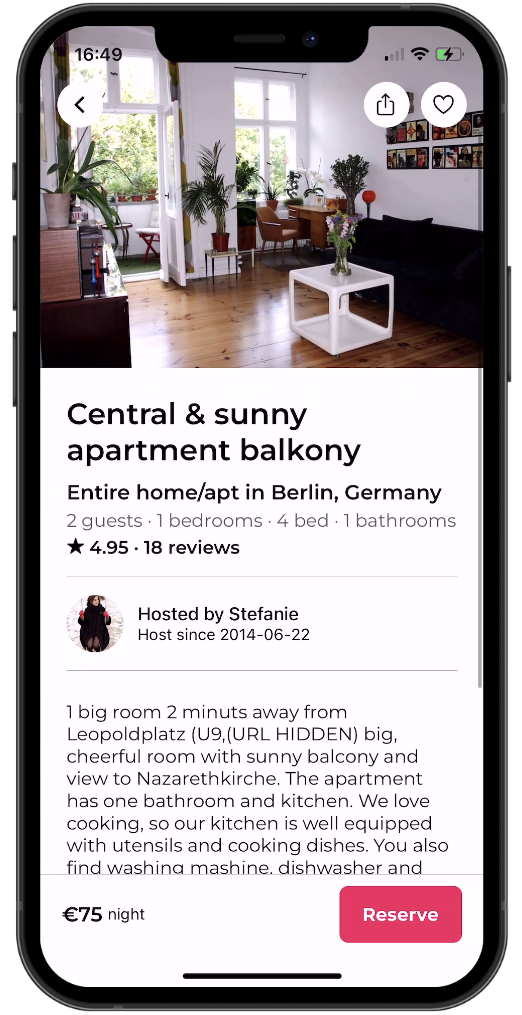 16:49
Central & sunny
apartment balkony
Entire home/apt in Berlin, Germany
2 guests · 1 bedrooms · 4 bed · 1 bathrooms
★ 4.95 · 18 reviews
Hosted by Stefanie
Host since 2014-06-22
1 big room 2 minuts away from
Leopoldplatz (U9,(URL HIDDEN) big,
cheerful room with sunny balcony and
view to Nazarethkirche. The apartment
has one bathroom and kitchen. We love
cooking, so our kitchen is well equipped
with utensils and cooking dishes. You also
find washing mashine, dishwasher and
€75 night
Reserve